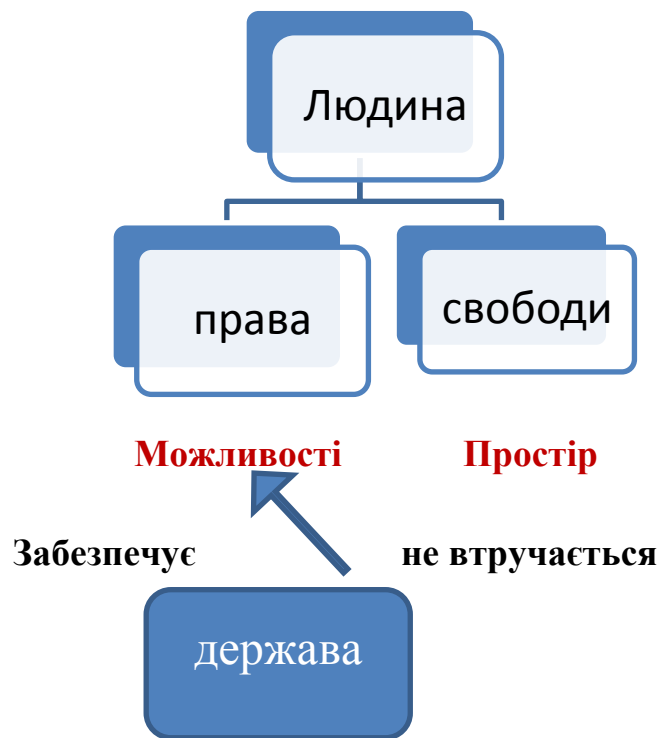 Людина
права
свободи
Можливості Простір
Забезпечує не втручається
держава